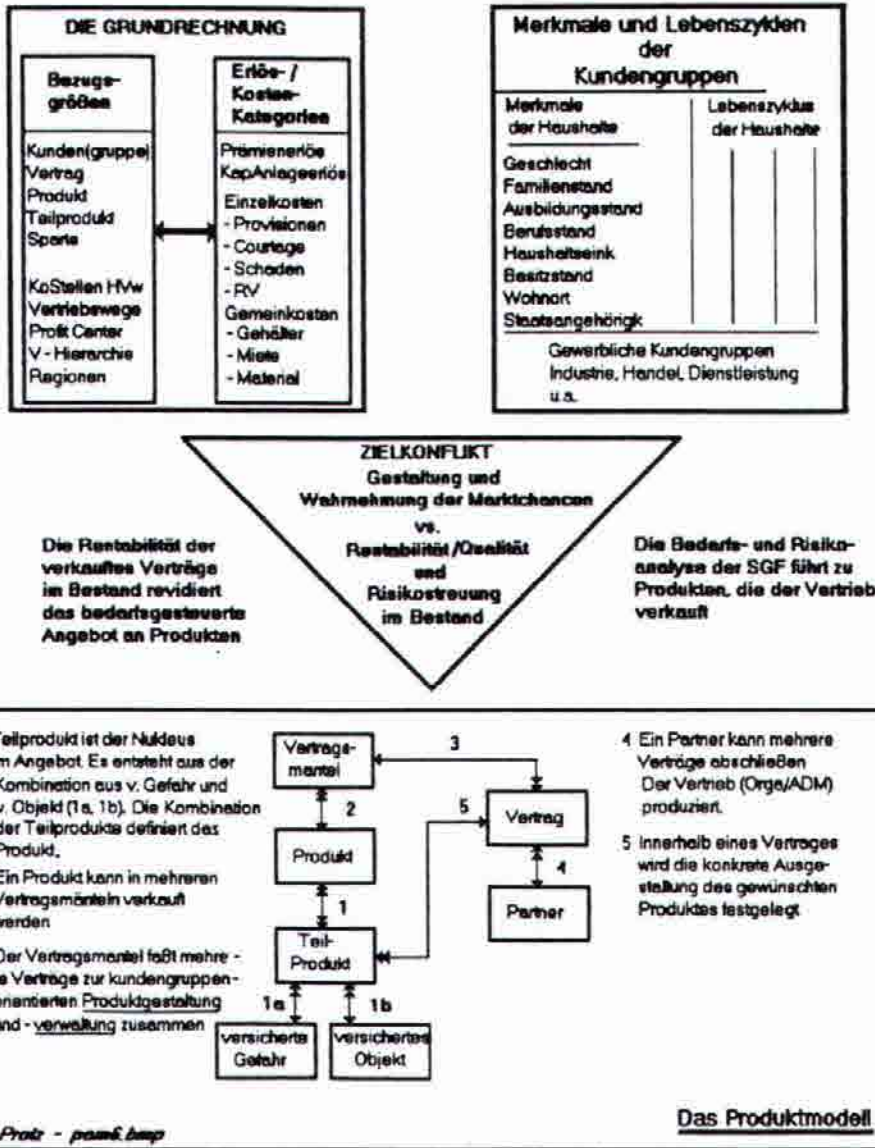 DIE GRUNDRECHNUNG
Bezugs-
größen
Kunden(gruppe)
Vertrag
Produkt
Teilprodukt
Sparte
KoStellen HVw
Vertriebswege
Profit Center
V - Hierarchie
Regionen
Erlös- /
Kosten-
Kategorien
Prämienerlöse
KapAnlageerlös
Einzelkosten
- Provisionen
- Courtage
- Schaden
- RV
Gemeinkosten
- Gehälter
- Miete
- Material
Merkmale und Lebenszyklen
der
Kundengruppen
Merkmale
der Haushalte
Lebenszyklus
der Haushalte
Geschlecht
Familienstand
Ausbildungsstand
Berufsstand
Haushaltseink
Besitzstand
Wohnort
Staatsangehörigk
Gewerbliche Kundengruppen
Industrie, Handel, Dienstleistung
u.a.
ZIELKONFLIKT
Gestaltung und
Wahrnehmung der Marktchancen
vs.
Rentabilität/Qualität
und
Risikostreuung
im Bestand
Die Rentabilität der
verkauften Verträge
im Bestand revidiert
das bedarfsgesteuerte
Angebot an Produkten
Die Bedarfs- und Risiko-
analyse der SGF führt zu
Produkten, die der Vertrieb
verkauft
Teilprodukt ist der Nukleus
m Angebot. Es entsteht aus der
Kombination aus v. Gefahr und
v. Objekt (1a, 1b). Die Kombination
der Teilprodukte definiert das
Produkt.
Ein Produkt kann in mehreren
Vertragsmänteln verkauft
werden
Der Vertragsmantel faßt mehre -
e Verträge zur kundengruppen-
orientierten Produktgestaltung
und - verwaltung zusammen
Vertrags-
mantel
3
2
Produkt
1
Teil-
Produkt
1a
1b
versicherte
Gefahr
versichertes
Objekt
5
Vertrag
4
Partner
4 Ein Partner kann mehrere
Verträge abschließen
Der Vertrieb (Orga/ADM)
produziert.
5 Innerhalb eines Vertrages
wird die konkrete Ausge-
staltung des gewünschten
Produktes festgelegt
Das Produktmodell